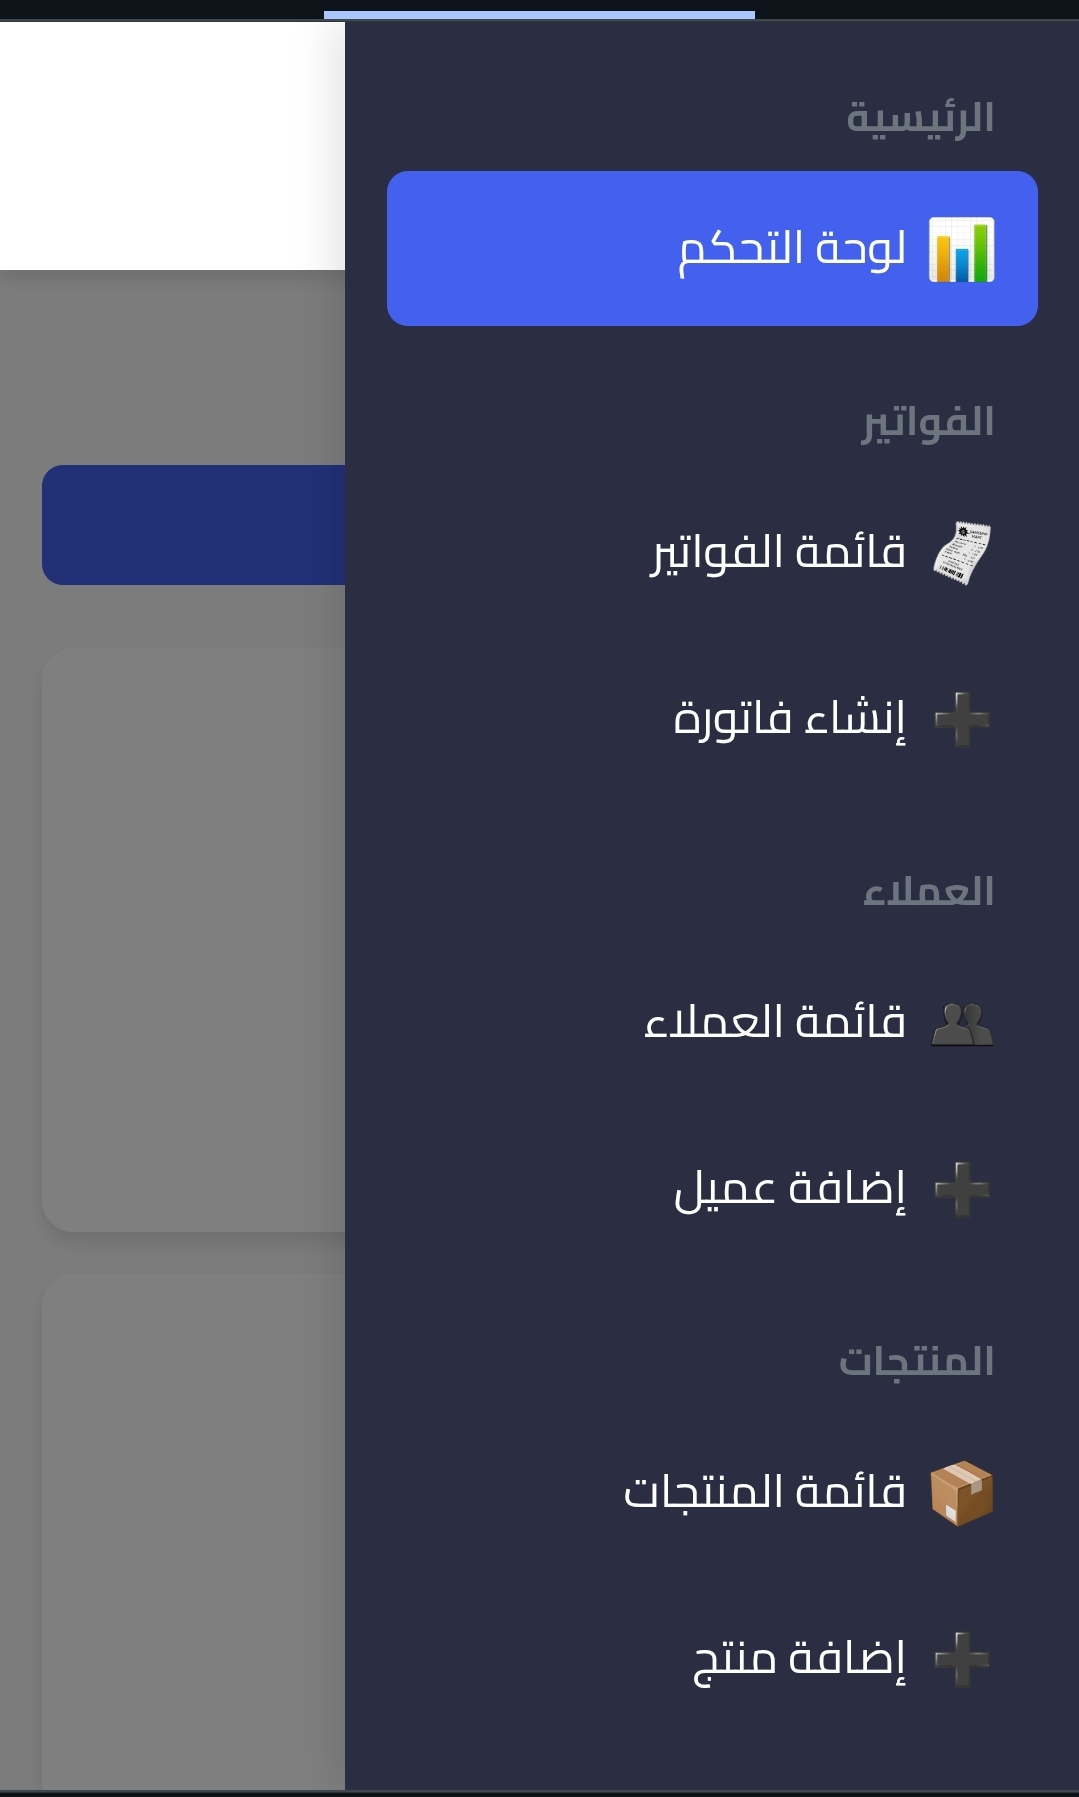 الرئيسية
لوحة التحكم
الفواتير
قائمة الفواتير
إنشاء فاتورة
العملاء
قائمة العملاء
إضافة عميل
المنتجات
قائمة المنتجات
إضافة منتج